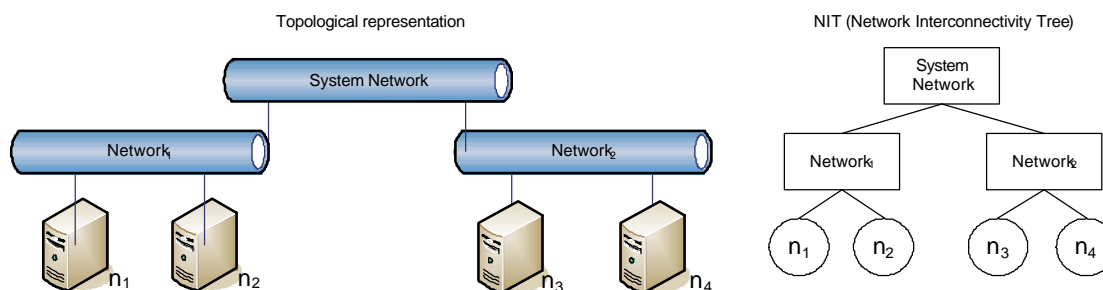 Topological representation
NIT (Network Interconnectivity Tree)
System Network
System
Network
Network₁
Network₂
Network₁
Network₂
n₁
n₂
n₃
n₄
n₁
n₂
n₃
n₄